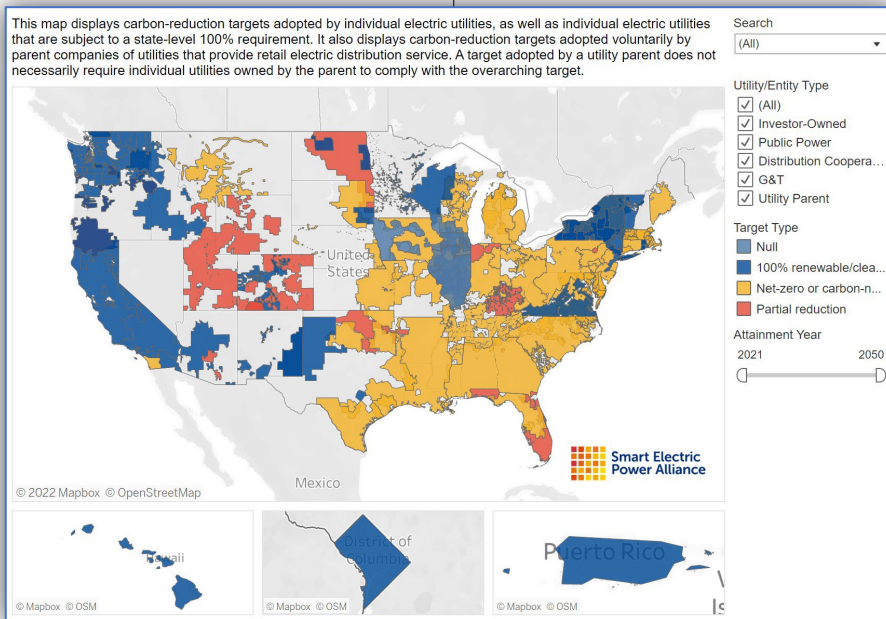 This map displays carbon-reduction targets adopted by individual electric utilities, as well as individual electric utilities
that are subject to a state-level 100% requirement. It also displays carbon-reduction targets adopted voluntarily by
parent companies of utilities that provide retail electric distribution service. A target adopted by a utility parent does not
necessarily require individual utilities owned by the parent to comply with the overarching target.
Search
(All)
Utility/Entity Type
(All)
Investor-Owned
Public Power
Distribution Coopera...
G&T
Utility Parent
Target Type
Null
100% renewable/clea...
Net-zero or carbon-n...
Partial reduction
Attainment Year
2021 2050
United
States
Mexico
Smart Electric
Power Alliance
© 2022 Mapbox © OpenStreetMap
Hawaii
© Mapbox © OSM
District of
Columbia
© Mapbox © OSM
Puerto Rico
© Mapbox © OSM